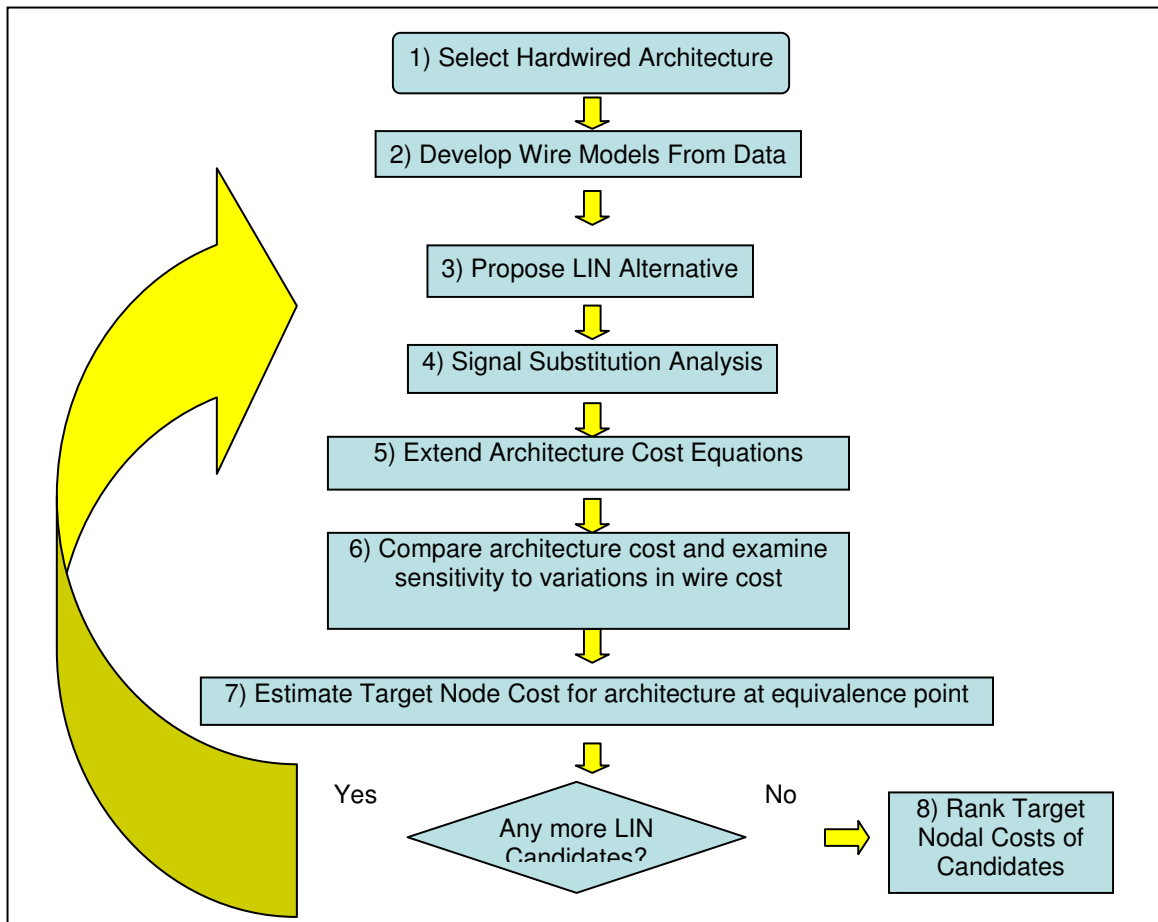 1) Select Hardwired Architecture
2) Develop Wire Models From Data
3) Propose LIN Alternative
4) Signal Substitution Analysis
5) Extend Architecture Cost Equations
6) Compare architecture cost and examine
sensitivity to variations in wire cost
7) Estimate Target Node Cost for architecture at equivalence point
Yes
No
Any more LIN
Candidates?
8) Rank Target
Nodal Costs of
Candidates